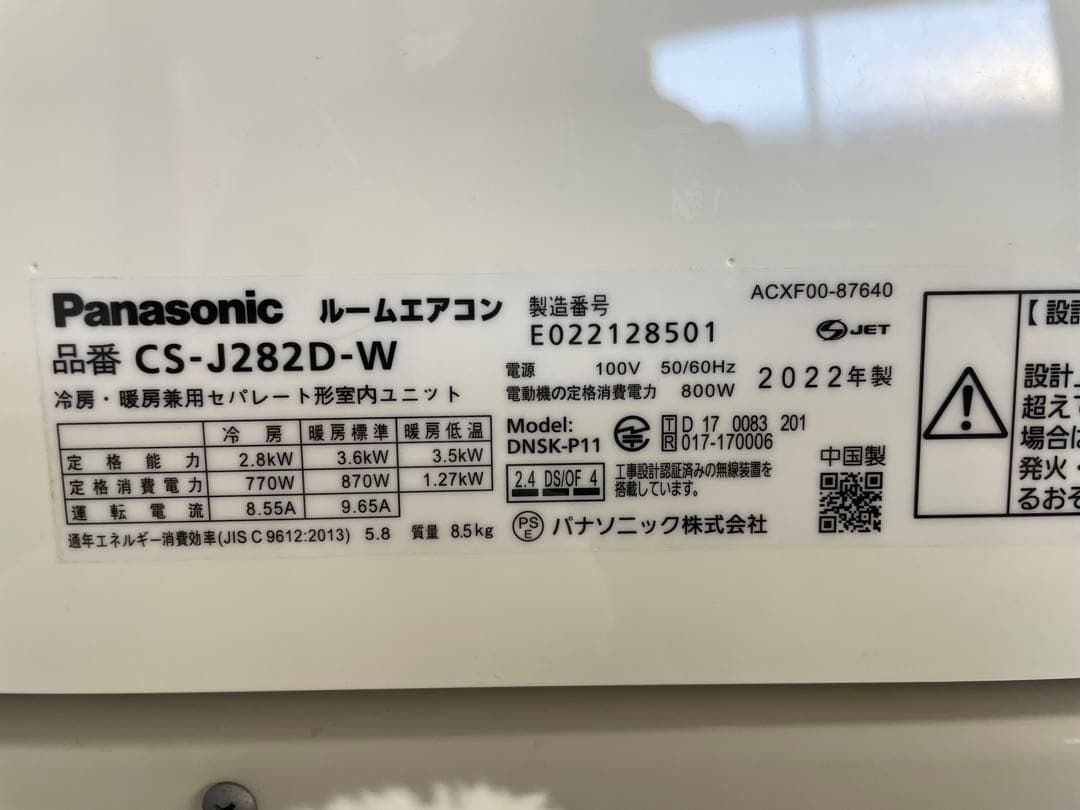 Panasonic ルームエアコン
品番 CS-J282D-W
冷房・暖房兼用セパレート形室内ユニット
冷房 暖房標準 暖房低温
定格能力 2.8kW 3.6kW 3.5kW
定格消費電力 770W 870W 1.27kW
運転電流 8.55A 9.65A
通年エネルギー消費効率(JIS C 9612:2013) 5.8 質量 8.5kg
製造番号
E022128501
電源 100V 50/60Hz
電動機の定格消費電力 800W
Model:
DNSK-P11
T D 17 0083 201
R 017-170006
2.4 DS/OF 4
工事設計認証済みの無線装置を
搭載しています。
PS
E パナソニック株式会社
ACXF00-87640
S JET
2022年製
中国製
【設計
設計上
超えて
場合は
発火・
るおそ